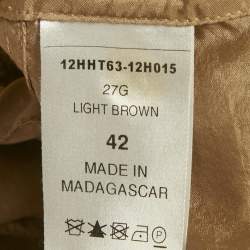 12HHT63-12H015
27G
LIGHT BROWN
42
MADE IN
MADAGASCAR
P